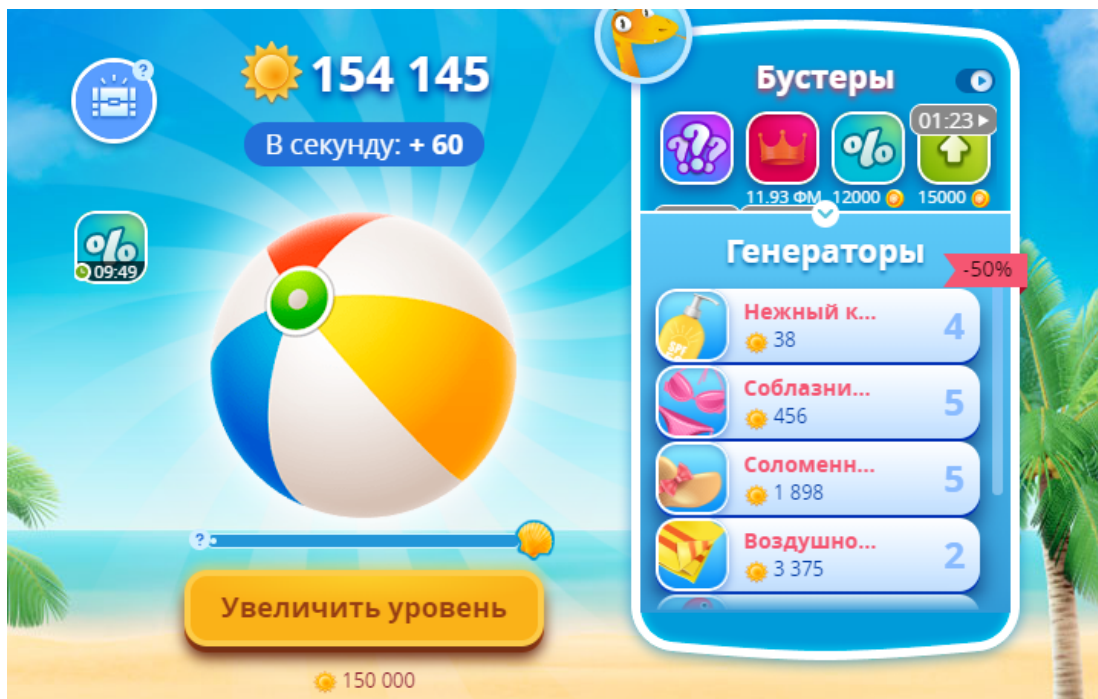 154 145
В секунду: + 60
?
%
09:49
Бустеры
???
%
01:23
11.93 ФМ
12000
15000
Генераторы
-50%
Нежный к...
38
4
Соблазни...
456
5
Соломенн...
1 898
5
Воздушно...
3 375
2
?
Увеличить уровень
150 000